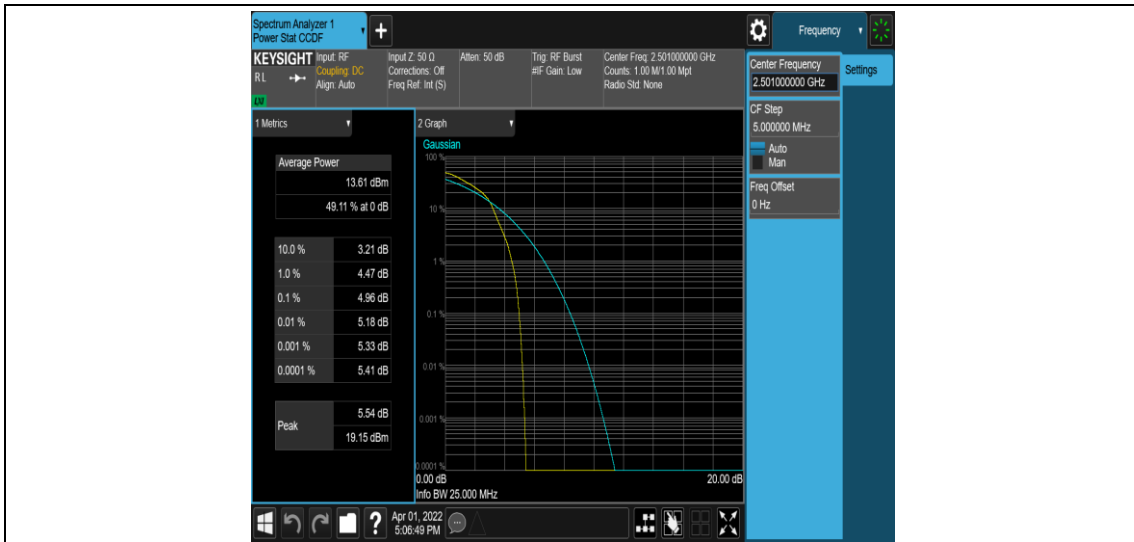 Spectrum Analyzer 1
Power Stat CCDF
Frequency
KEYSIGHT
RL
LXI
Input: RF
Coupling: DC
Align: Auto
Input Z: 50 Ω
Corrections: Off
Freq Ref: Int (S)
Atten: 50 dB
Trig: RF Burst
#IF Gain: Low
Center Freq: 2.501000000 GHz
Counts: 1.00 M/1.00 Mpt
Radio Std: None
Center Frequency
2.501000000 GHz
Settings
CF Step
5.000000 MHz
Auto
Man
Freq Offset
0 Hz
1 Metrics
Average Power
13.61 dBm
49.11 % at 0 dB
10.0 % 3.21 dB
1.0 % 4.47 dB
0.1 % 4.96 dB
0.01 % 5.18 dB
0.001 % 5.33 dB
0.0001 % 5.41 dB
Peak
5.54 dB
19.15 dBm
2 Graph
Gaussian
100 %
10 %
1 %
0.1 %
0.01 %
0.001 %
0.0001 %
0.00 dB 20.00 dB
Info BW 25.000 MHz
Apr 01, 2022
5:06:49 PM